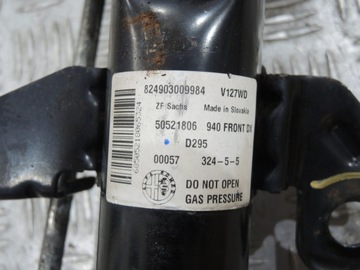 824903009984 V127WD
ZF Sachs Made in Slovakia
50521806 940 FRONT DX
D295
00057 324-5-5
DO NOT OPEN
GAS PRESSURE